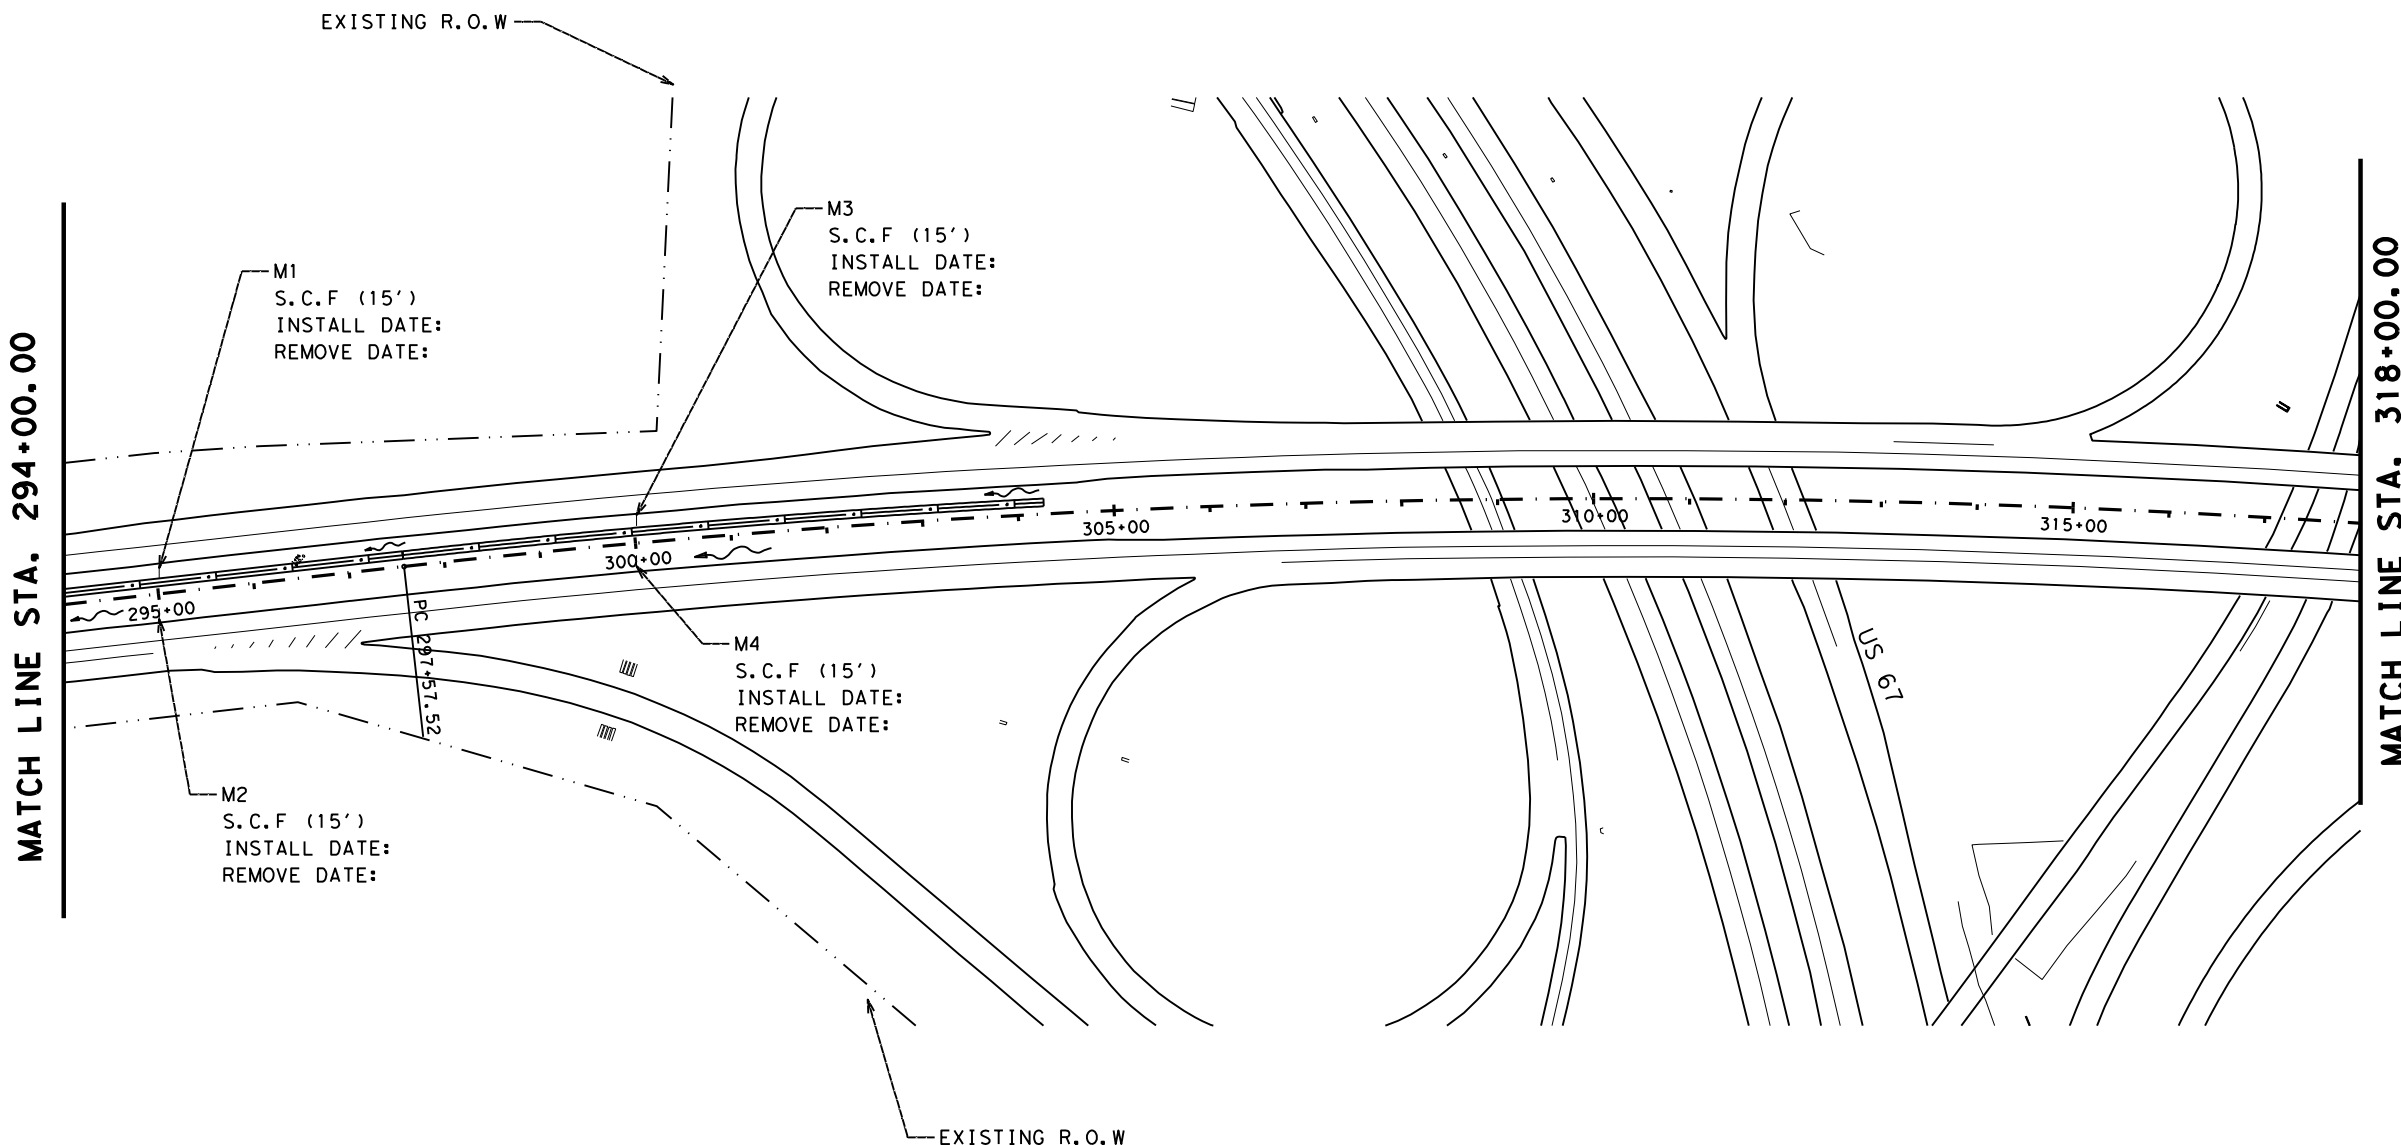 EXISTING R.O.W
M3
S.C.F (15')
INSTALL DATE:
REMOVE DATE:
M1
S.C.F (15')
INSTALL DATE:
REMOVE DATE:
MATCH LINE STA. 294+00.00
MATCH LINE STA. 318+00.00
295+00
300+00
305+00
310+00
315+00
PC 297+57.52
US 67
M4
S.C.F (15')
INSTALL DATE:
REMOVE DATE:
M2
S.C.F (15')
INSTALL DATE:
REMOVE DATE:
EXISTING R.O.W